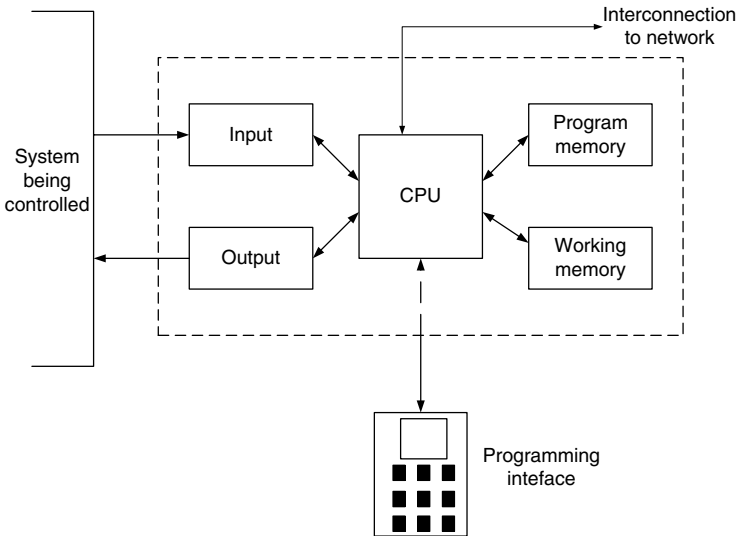 Interconnection
to network
Input
Program
memory
System
being
controlled
CPU
Output
Working
memory
Programming
inteface